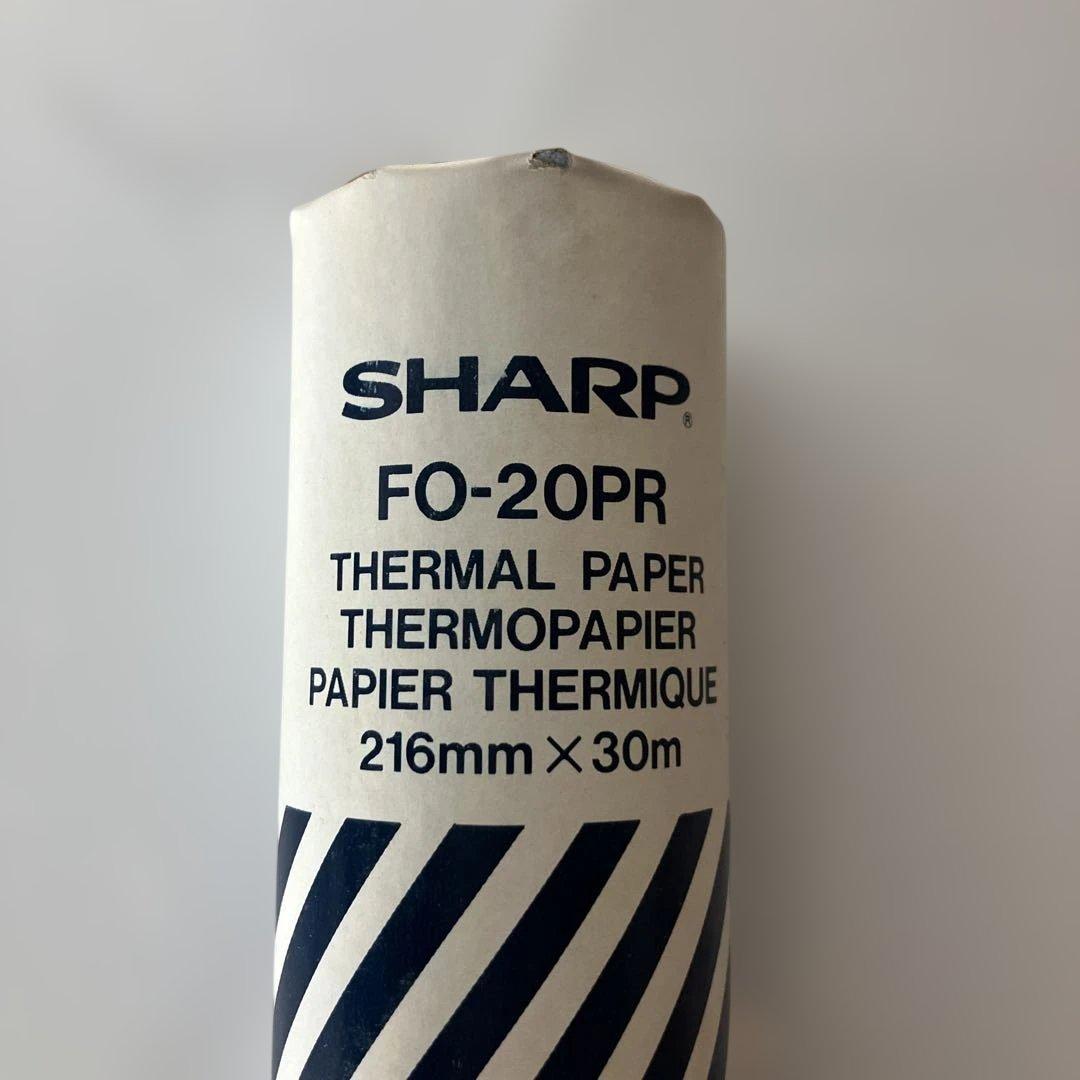 SHARP®
FO-20PR
THERMAL PAPER
THERMOPAPIER
PAPIER THERMIQUE
216mm×30m